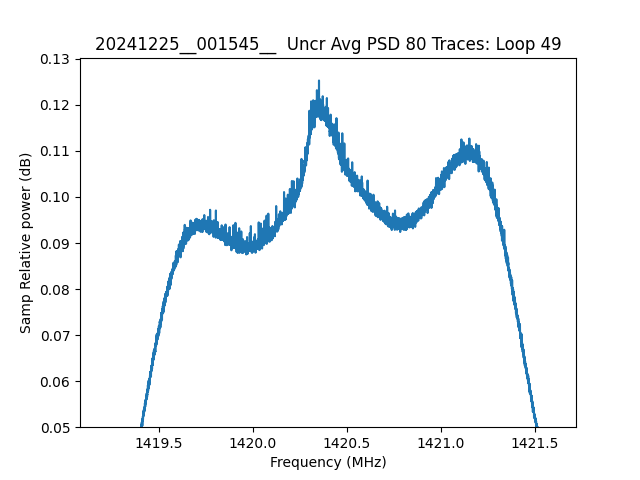 20241225__001545__  Uncr Avg PSD 80 Traces: Loop 49
0.13
0.12
0.11
0.10
0.09
0.08
0.07
0.06
0.05
Samp Relative power (dB)
1419.5 1420.0 1420.5 1421.0 1421.5
Frequency (MHz)